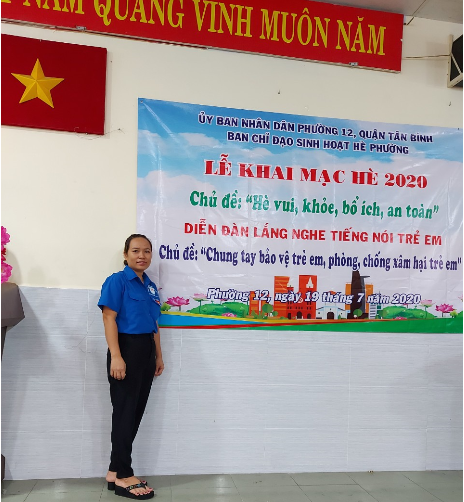 NAM QUANG VINH MUÔN NĂM
ỦY BAN NHÂN DÂN PHƯỜNG 12, QUẬN TÂN BÌNH
BAN CHỈ ĐẠO SINH HOẠT HÈ PHƯỜNG
LỄ KHAI MẠC HÈ 2020
Chủ đề: "Hè vui, khỏe, bổ ích, an toàn"
DIỄN ĐÀN LẮNG NGHE TIẾNG NÓI TRẺ EM
Chủ đề: "Chung tay bảo vệ trẻ em, phòng, chống xâm hại trẻ em"
Phường 12, ngày 19 tháng 7 năm 2020